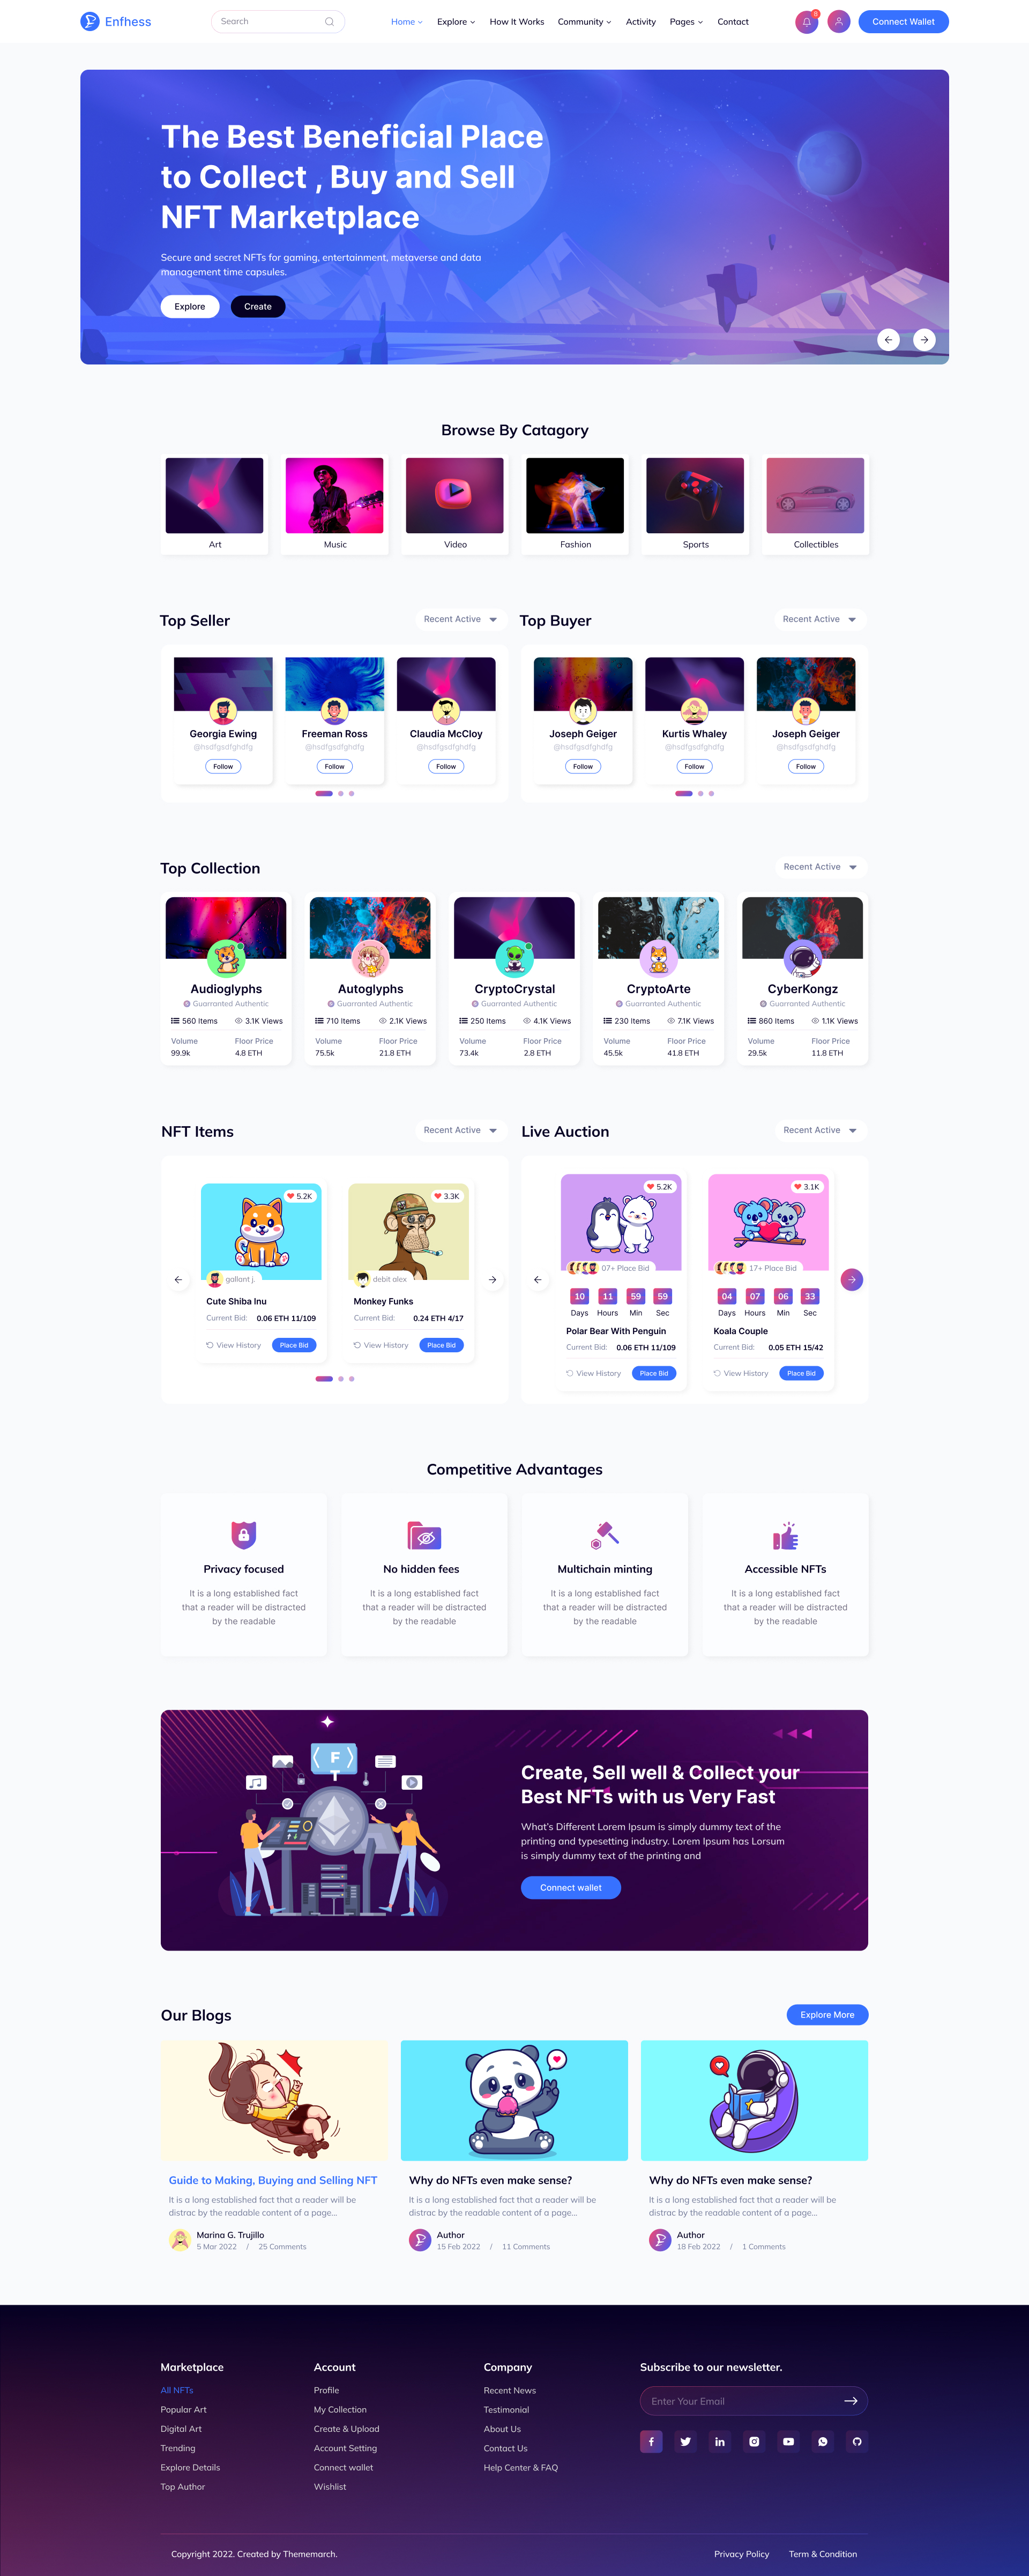 Enfhess
Search
Home
Explore
How It Works
Community
Activity
Pages
Contact
8
Connect Wallet
The Best Beneficial Place
to Collect , Buy and Sell
NFT Marketplace
Secure and secret NFTs for gaming, entertainment, metaverse and data
management time capsules.
Explore
Create
Browse By Catagory
Art
Music
Video
Fashion
Sports
Collectibles
Top Seller
Recent Active
Georgia Ewing
@hsdfgsdfghdfg
Follow
Freeman Ross
@hsdfgsdfghdfg
Follow
Claudia McCloy
@hsdfgsdfghdfg
Follow
Top Buyer
Recent Active
Joseph Geiger
@hsdfgsdfghdfg
Follow
Kurtis Whaley
@hsdfgsdfghdfg
Follow
Joseph Geiger
@hsdfgsdfghdfg
Follow
Top Collection
Recent Active
Audioglyphs
Guarranted Authentic
560 Items 3.1K Views
Volume Floor Price
99.9k 4.8 ETH
Autoglyphs
Guarranted Authentic
710 Items 2.1K Views
Volume Floor Price
75.5k 21.8 ETH
CryptoCrystal
Guarranted Authentic
250 Items 4.1K Views
Volume Floor Price
73.4k 2.8 ETH
CryptoArte
Guarranted Authentic
230 Items 7.1K Views
Volume Floor Price
45.5k 41.8 ETH
CyberKongz
Guarranted Authentic
860 Items 1.1K Views
Volume Floor Price
29.5k 11.8 ETH
NFT Items
Recent Active
5.2K
gallant j.
Cute Shiba Inu
Current Bid: 0.06 ETH 11/109
View History Place Bid
3.3K
debit alex
Monkey Funks
Current Bid: 0.24 ETH 4/17
View History Place Bid
Live Auction
Recent Active
5.2K
07+ Place Bid
10 11 59 59
Days Hours Min Sec
Polar Bear With Penguin
Current Bid: 0.06 ETH 11/109
View History Place Bid
3.1K
17+ Place Bid
04 07 06 33
Days Hours Min Sec
Koala Couple
Current Bid: 0.05 ETH 15/42
View History Place Bid
Competitive Advantages
Privacy focused
It is a long established fact
that a reader will be distracted
by the readable
No hidden fees
It is a long established fact
that a reader will be distracted
by the readable
Multichain minting
It is a long established fact
that a reader will be distracted
by the readable
Accessible NFTs
It is a long established fact
that a reader will be distracted
by the readable
F
Create, Sell well & Collect your
Best NFTs with us Very Fast
What's Different Lorem Ipsum is simply dummy text of the
printing and typesetting industry. Lorem Ipsum has Lorsum
is simply dummy text of the printing and
Connect wallet
Our Blogs
Explore More
Guide to Making, Buying and Selling NFT
It is a long established fact that a reader will be
distrac by the readable content of a page...
Marina G. Trujillo
5 Mar 2022 / 25 Comments
Why do NFTs even make sense?
It is a long established fact that a reader will be
distrac by the readable content of a page...
Author
15 Feb 2022 / 11 Comments
Why do NFTs even make sense?
It is a long established fact that a reader will be
distrac by the readable content of a page...
Author
18 Feb 2022 / 1 Comments
Marketplace
All NFTs
Popular Art
Digital Art
Trending
Explore Details
Top Author
Account
Profile
My Collection
Create & Upload
Account Setting
Connect wallet
Wishlist
Company
Recent News
Testimonial
About Us
Contact Us
Help Center & FAQ
Subscribe to our newsletter.
Enter Your Email
Copyright 2022. Created by Thememarch.
Privacy Policy
Term & Condition